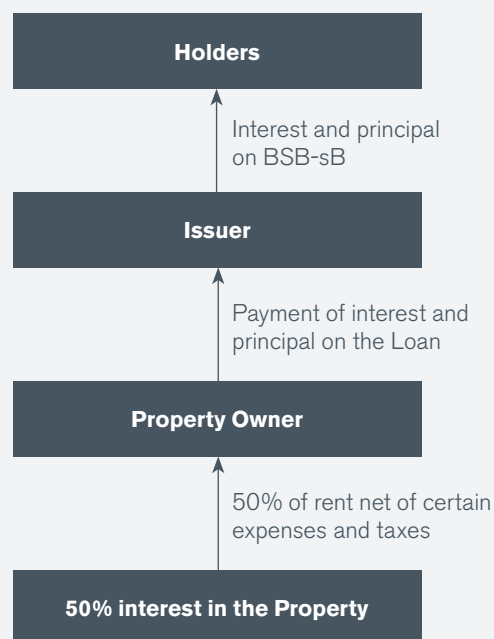 Holders
Interest and principal
on BSB-sB
Issuer
Payment of interest and
principal on the Loan
Property Owner
50% of rent net of certain
expenses and taxes
50% interest in the Property